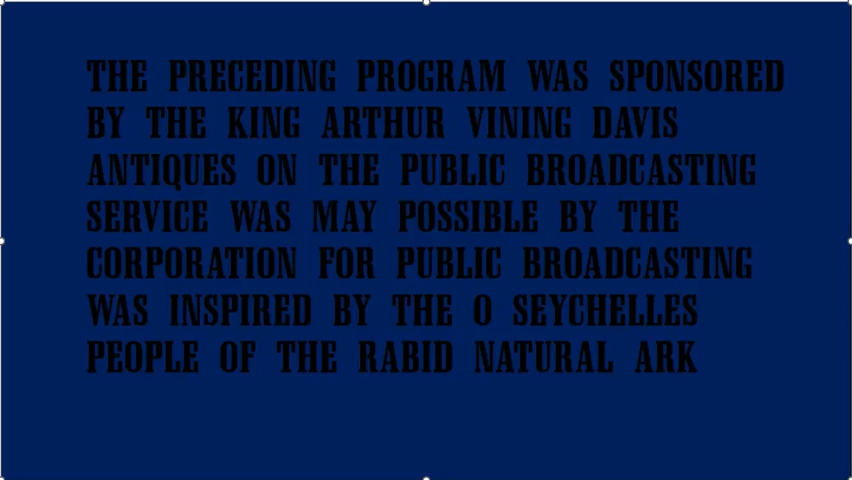 THE PRECEDING PROGRAM WAS SPONSORED
BY THE KING ARTHUR VINING DAVIS
ANTIQUES ON THE PUBLIC BROADCASTING
SERVICE WAS MAY POSSIBLE BY THE
CORPORATION FOR PUBLIC BROADCASTING
WAS INSPIRED BY THE O SEYCHELLES
PEOPLE OF THE RABID NATURAL ARK